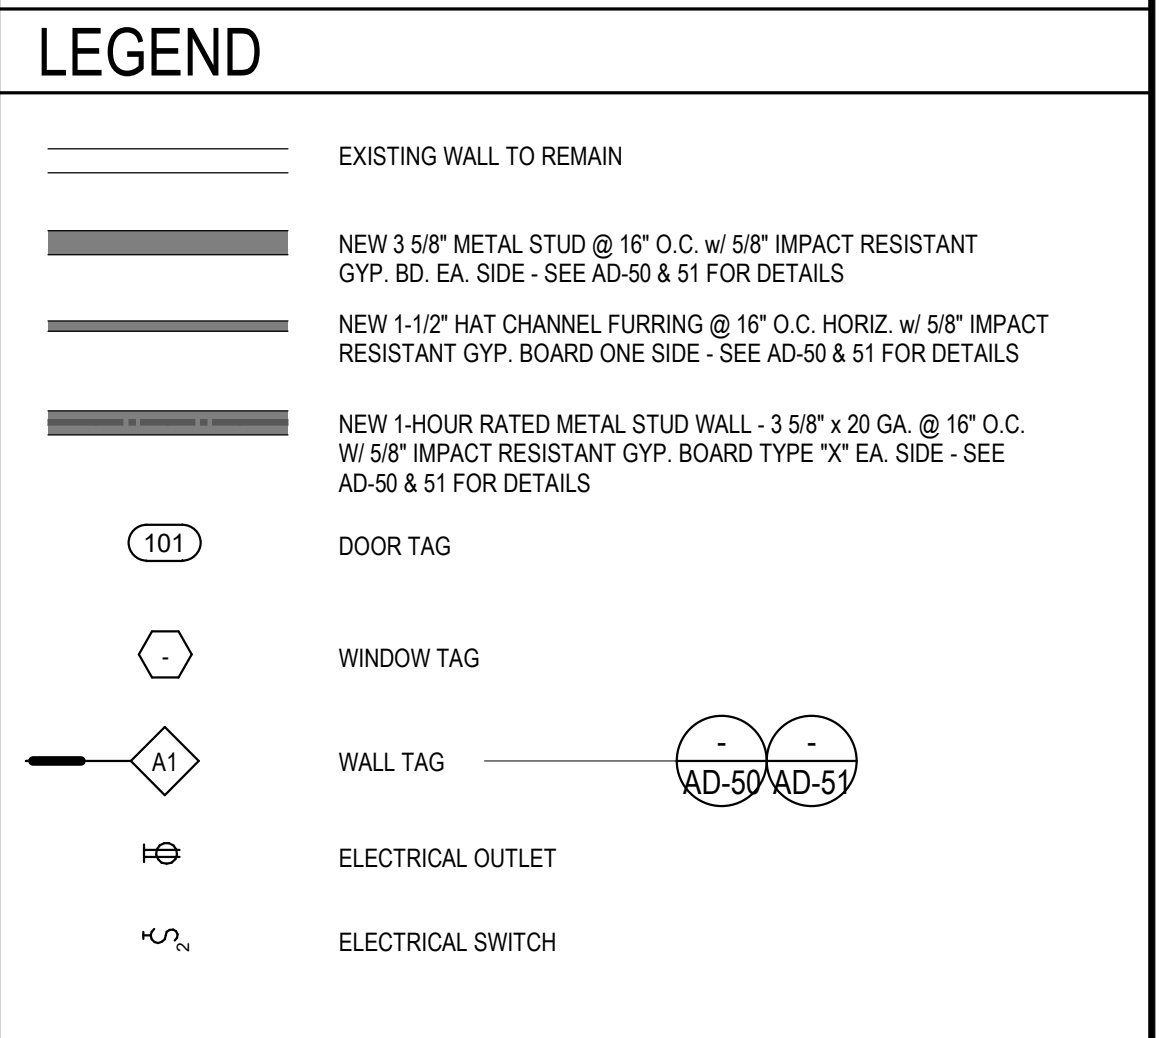 LEGEND
EXISTING WALL TO REMAIN
NEW 3 5/8" METAL STUD @ 16" O.C. w/ 5/8" IMPACT RESISTANT
GYP. BD. EA. SIDE - SEE AD-50 & 51 FOR DETAILS
NEW 1-1/2" HAT CHANNEL FURRING @ 16" O.C. HORIZ. w/ 5/8" IMPACT
RESISTANT GYP. BOARD ONE SIDE - SEE AD-50 & 51 FOR DETAILS
NEW 1-HOUR RATED METAL STUD WALL - 3 5/8" x 20 GA. @ 16" O.C.
W/ 5/8" IMPACT RESISTANT GYP. BOARD TYPE "X" EA. SIDE - SEE
AD-50 & 51 FOR DETAILS
101 DOOR TAG
- WINDOW TAG
A1 WALL TAG
- -
AD-50 AD-51
ELECTRICAL OUTLET
S2 ELECTRICAL SWITCH